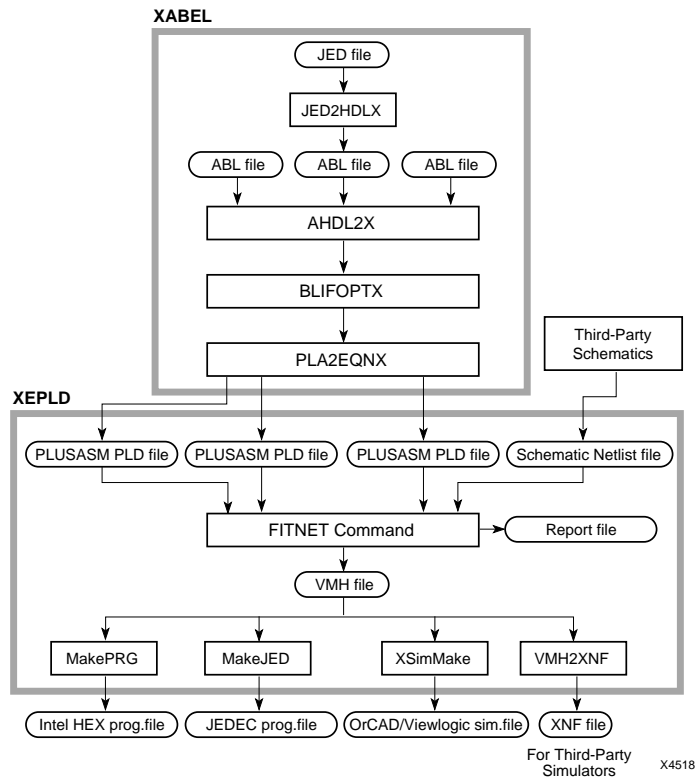 XABEL
JED file
JED2HDLX
ABL file
ABL file
ABL file
AHDL2X
BLIFOPTX
PLA2EQNX
Third-Party
Schematics
XEPLD
PLUSASM PLD file
PLUSASM PLD file
PLUSASM PLD file
Schematic Netlist file
FITNET Command
Report file
VMH file
MakePRG
MakeJED
XSimMake
VMH2XNF
Intel HEX prog.file
JEDEC prog.file
OrCAD/Viewlogic sim.file
XNF file
For Third-Party
Simulators
X4518